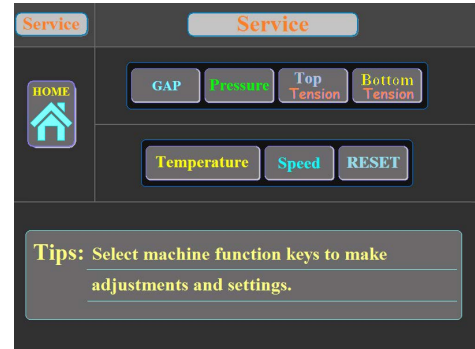 Service
Service
HOME
GAP
Pressure
Top
Tension
Bottom
Tension
Temperature
Speed
RESET
Tips: Select machine function keys to make
adjustments and settings.